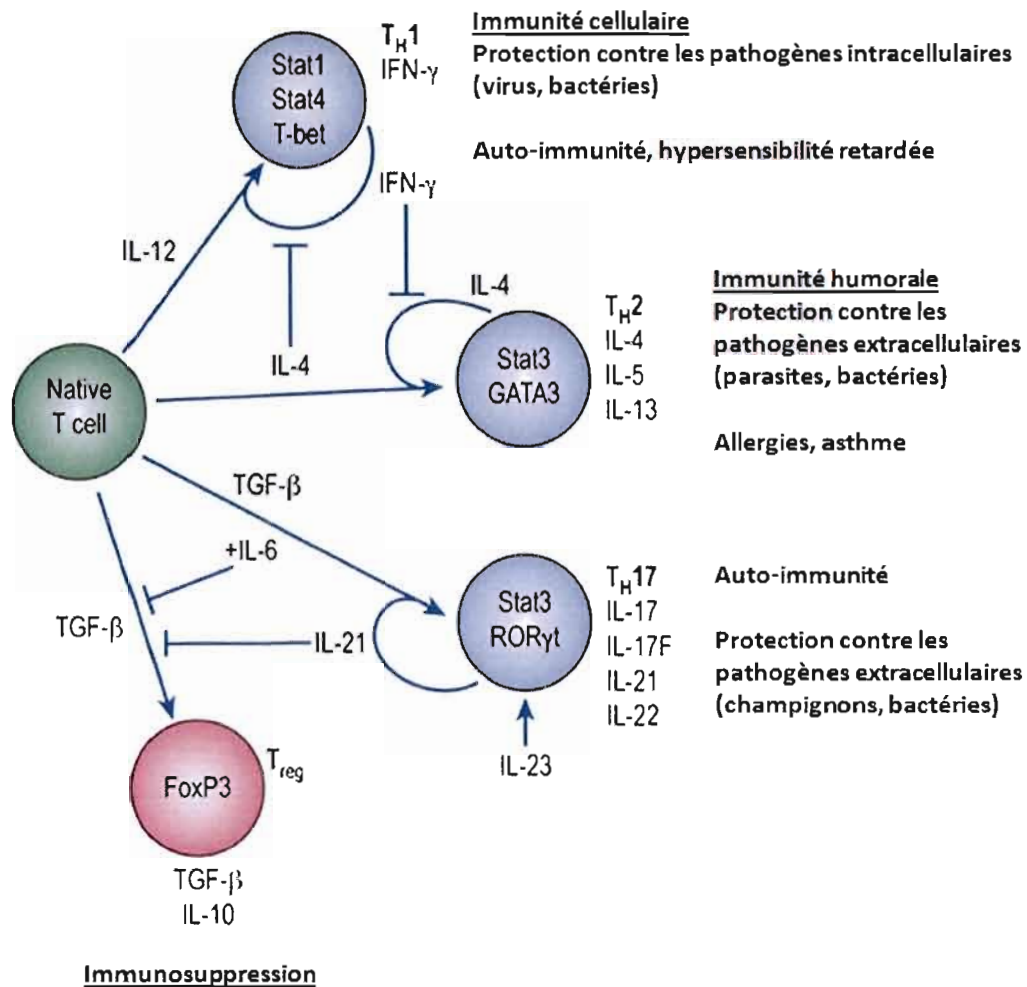 Immunité cellulaire
T_H1
IFN-γ
Protection contre les pathogènes intracellulaires
(virus, bactéries)
Auto-immunité, hypersensibilité retardée
Stat1
Stat4
T-bet
IFN-γ
IL-12
IL-4
IL-4
Immunité humorale
T_H2
IL-4
IL-5
IL-13
Protection contre les
pathogènes extracellulaires
(parasites, bactéries)
Allergies, asthme
Stat3
GATA3
Native
T cell
TGF-β
+IL-6
TGF-β
IL-21
Stat3
RORγt
T_H17
IL-17
IL-17F
IL-21
IL-22
Auto-immunité
Protection contre les
pathogènes extracellulaires
(champignons, bactéries)
IL-23
FoxP3
T_reg
TGF-β
IL-10
Immunosuppression